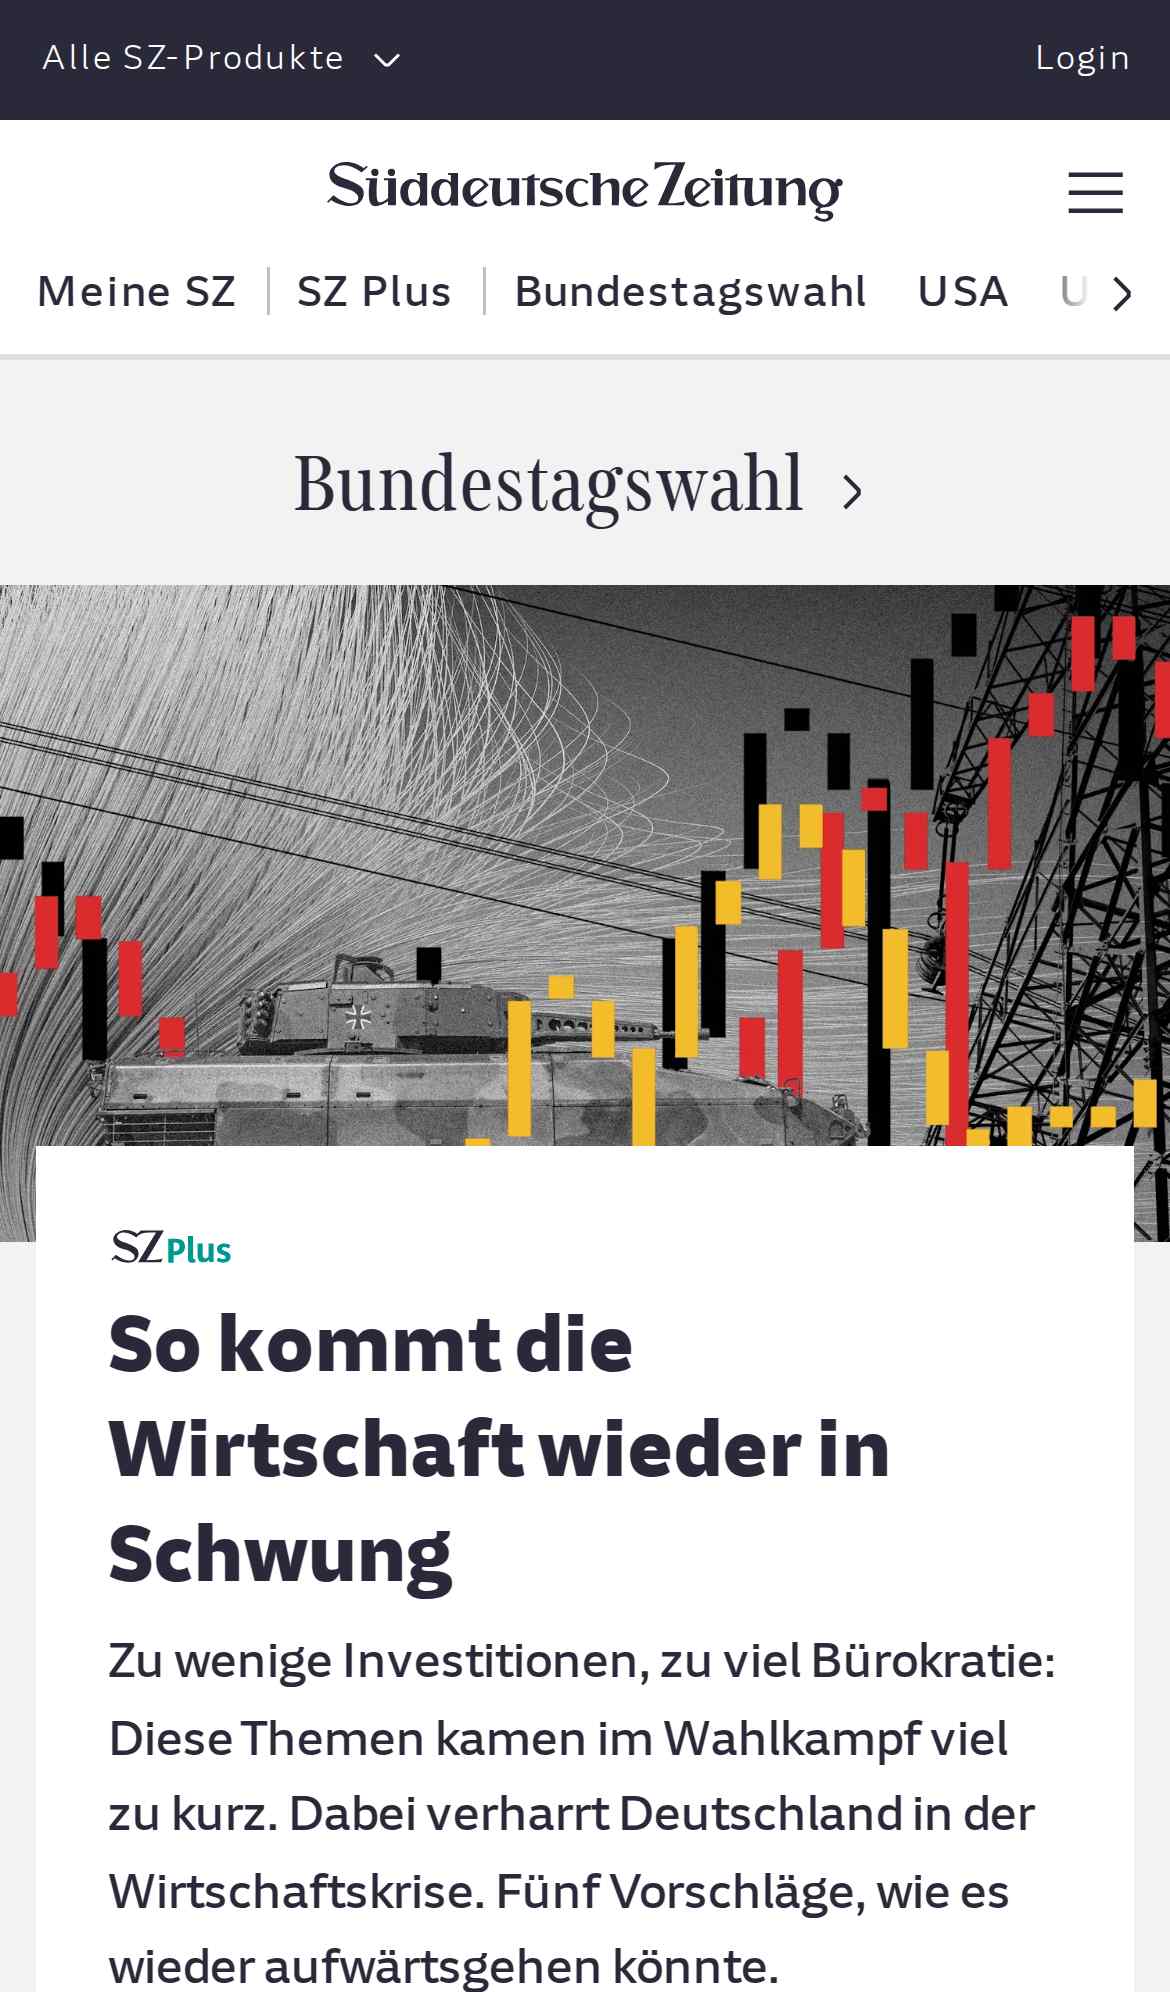 Alle SZ-Produkte
Login
Süddeutsche Zeitung
Meine SZ
SZ Plus
Bundestagswahl
USA
U
Bundestagswahl
SZ Plus
So kommt die
Wirtschaft wieder in
Schwung
Zu wenige Investitionen, zu viel Bürokratie:
Diese Themen kamen im Wahlkampf viel
zu kurz. Dabei verharrt Deutschland in der
Wirtschaftskrise. Fünf Vorschläge, wie es
wieder aufwärtsgehen könnte.